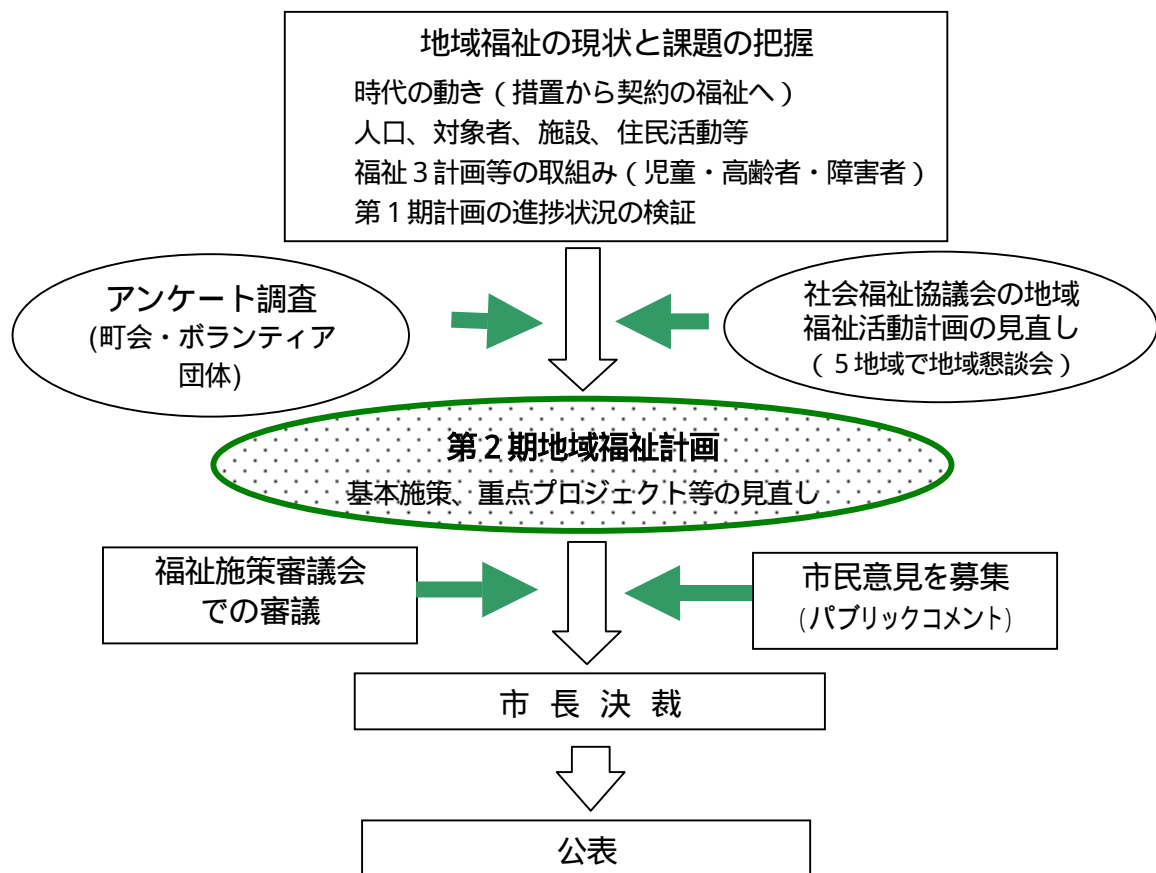 地域福祉の現状と課題の把握
時代の動き（措置から契約の福祉へ）
人口、対象者、施設、住民活動等
福祉３計画等の取組み（児童・高齢者・障害者）
第１期計画の進捗状況の検証
アンケート調査
(町会・ボランティア
団体)
社会福祉協議会の地域
福祉活動計画の見直し
（５地域で地域懇談会）
第２期地域福祉計画
基本施策、重点プロジェクト等の見直し
福祉施策審議会
での審議
市民意見を募集
(パブリックコメント)
市 長 決 裁
公表